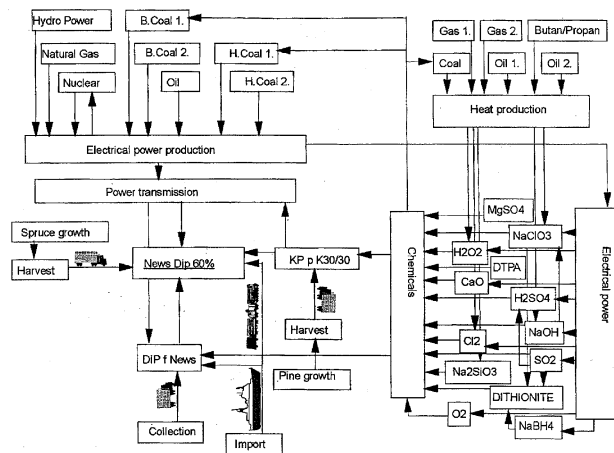 Hydro Power
B.Coal 1.
Gas 1.
Gas 2.
Butan/Propan
Natural Gas
B.Coal 2.
H.Coal 1.
Coal
Oil 1.
Oil 2.
Nuclear
Oil
H.Coal 2.
Heat production
Electrical power production
Power transmission
MgSO4
Spruce growth
NaClO3
News Dip 60%
KP p K30/30
H2O2
DTPA
Harvest
CaO
H2SO4
Chemicals
Electrical power
Harvest
NaOH
Cl2
DIP f News
SO2
Pine growth
Na2SiO3
DITHIONITE
Collection
O2
NaBH4
Import